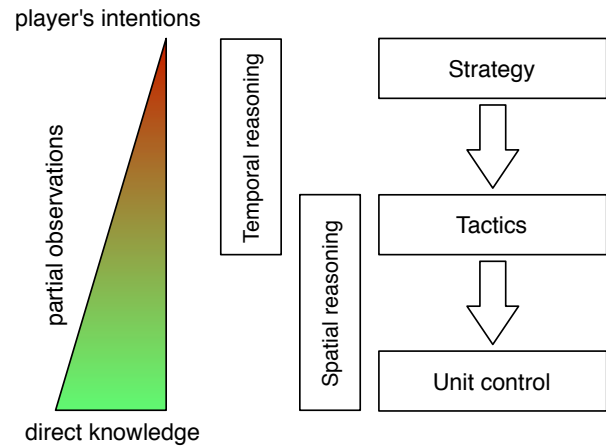 player's intentions
partial observations
direct knowledge
Temporal reasoning
Spatial reasoning
Strategy
Tactics
Unit control